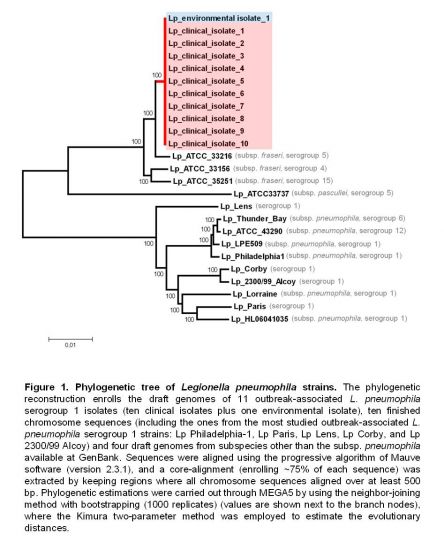 Lp_environmental isolate_1
Lp_clinical_isolate_1
Lp_clinical_isolate_2
Lp_clinical_isolate_3
Lp_clinical_isolate_4
Lp_clinical_isolate_5
100 Lp_clinical_isolate_6
Lp_clinical_isolate_7
Lp_clinical_isolate_8
Lp_clinical_isolate_9
100 Lp_clinical_isolate_10
Lp_ATCC_33216 (subsp. fraseri, serogroup 5)
100 Lp_ATCC_33156 (subsp. fraseri, serogroup 4)
100 Lp_ATCC_35251 (subsp. fraseri, serogroup 15)
Lp_ATCC33737 (subsp. pascullei, serogroup 5)
Lp_Lens (serogroup 1)
100 Lp_Thunder_Bay (subsp. pneumophila, serogroup 6)
100 Lp_ATCC_43290 (subsp. pneumophila, serogroup 12)
100 100 Lp_LPE509 (subsp. pneumophila, serogroup 1)
Lp_Philadelphia1 (subsp. pneumophila, serogroup 1)
100 Lp_Corby (serogroup 1)
100 100 Lp_2300/99_Alcoy (serogroup 1)
Lp_Lorraine (subsp. pneumophila, serogroup 1)
100 Lp_Paris (serogroup 1)
100 Lp_HL06041035 (subsp. pneumophila, serogroup 1)
0,01
Figure 1. Phylogenetic tree of Legionella pneumophila strains. The phylogenetic
reconstruction enrolls the draft genomes of 11 outbreak-associated L. pneumophila
serogroup 1 isolates (ten clinical isolates plus one environmental isolate), ten finished
chromosome sequences (including the ones from the most studied outbreak-associated L.
pneumophila serogroup 1 strains: Lp Philadelphia-1, Lp Paris, Lp Lens, Lp Corby, and Lp
2300/99 Alcoy) and four draft genomes from subspecies other than the subsp. pneumophila
available at GenBank. Sequences were aligned using the progressive algorithm of Mauve
software (version 2.3.1), and a core-alignment (enrolling ~75% of each sequence) was
extracted by keeping regions where all chromosome sequences aligned over at least 500
bp. Phylogenetic estimations were carried out through MEGA5 by using the neighbor-joining
method with bootstrapping (1000 replicates) (values are shown next to the branch nodes),
where the Kimura two-parameter method was employed to estimate the evolutionary
distances.